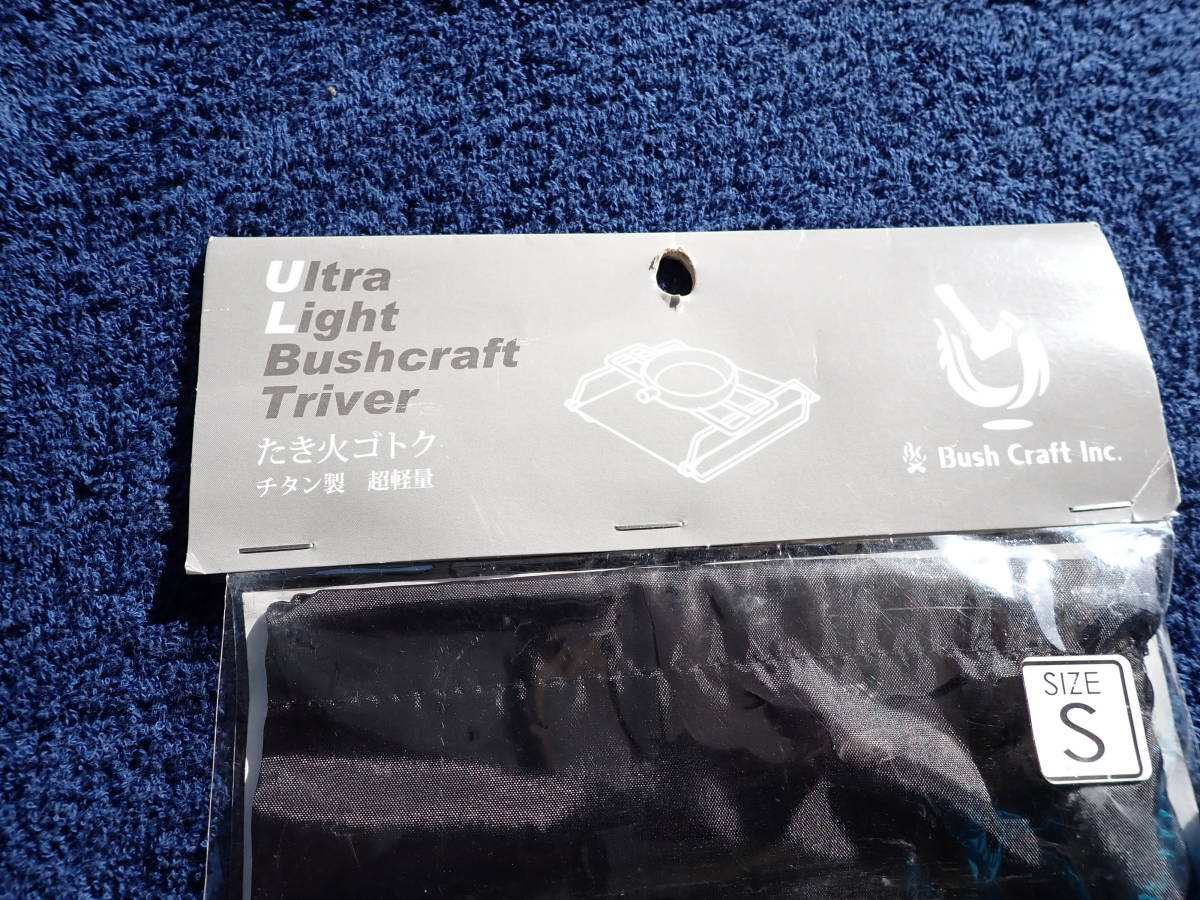 Ultra
Light
Bushcraft
Triver
たき火ゴトク
チタン製 超軽量
Bush Craft Inc.
SIZE
S